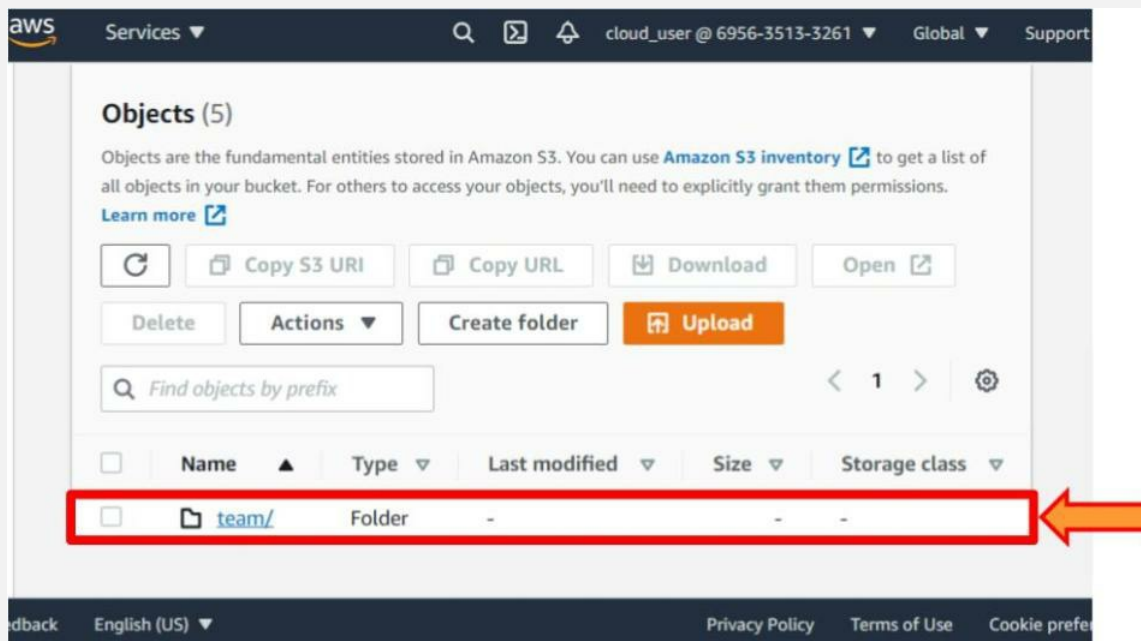 aws Services cloud_user @ 6956-3513-3261 Global Support
Objects (5)
Objects are the fundamental entities stored in Amazon S3. You can use Amazon S3 inventory to get a list of
all objects in your bucket. For others to access your objects, you'll need to explicitly grant them permissions.
Learn more
Copy S3 URI Copy URL Download Open
Delete Actions Create folder Upload
Find objects by prefix 1
Name Type Last modified Size Storage class
team/ Folder - - -
edback English (US) Privacy Policy Terms of Use Cookie prefe